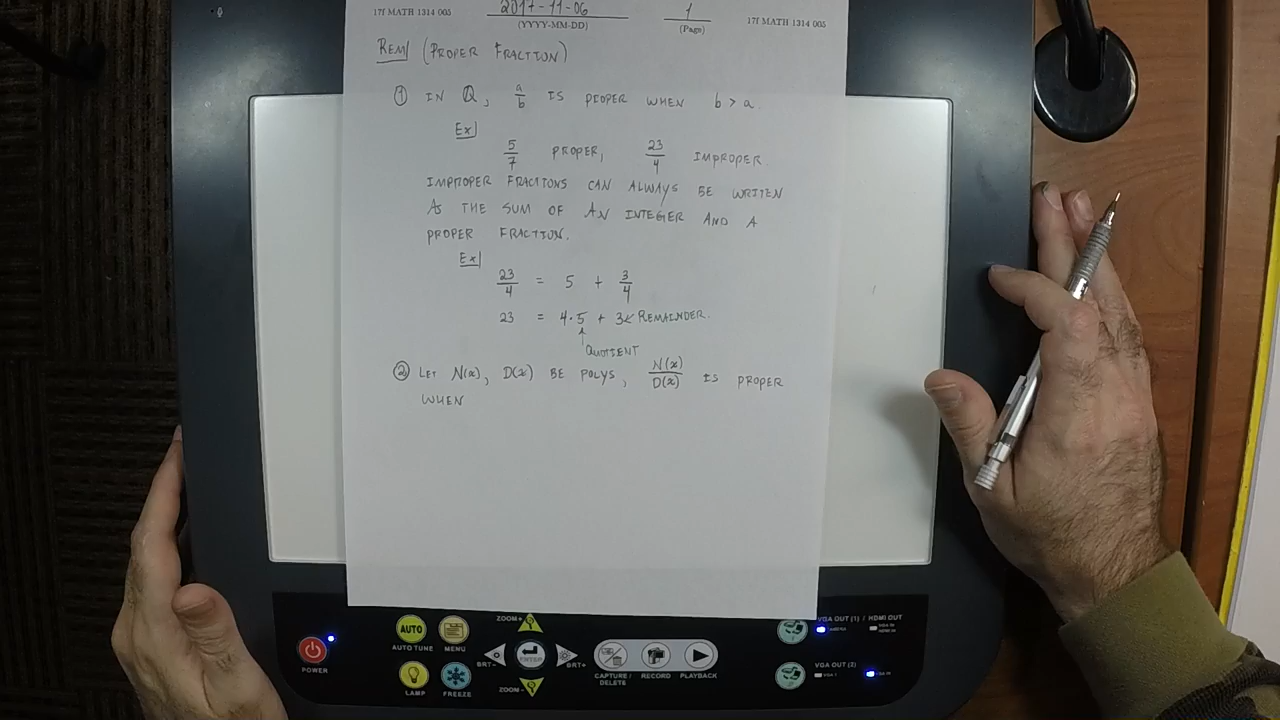 17f MATH 1314 005 2017-11-06 1 17f MATH 1314 005
(YYYY-MM-DD) (Page)
REM (PROPER FRACTION)
① IN ℚ, a/b IS PROPER WHEN b > a.
Ex
5/7 PROPER, 23/4 IMPROPER.
IMPROPER FRACTIONS CAN ALWAYS BE WRITTEN
AS THE SUM OF AN INTEGER AND A
PROPER FRACTION.
Ex
23/4 = 5 + 3/4
23 = 4·5 + 3 ← REMAINDER.
↑
QUOTIENT
② LET N(x), D(x) BE POLYS, N(x)/D(x) IS PROPER
WHEN
POWER
AUTO
AUTO TUNE
MENU
LAMP
FREEZE
ZOOM+
BRT-
ENTER
BRT+
ZOOM-
CAPTURE / DELETE
RECORD
PLAYBACK
VGA OUT (1) / HDMI OUT
VGA OUT (2)